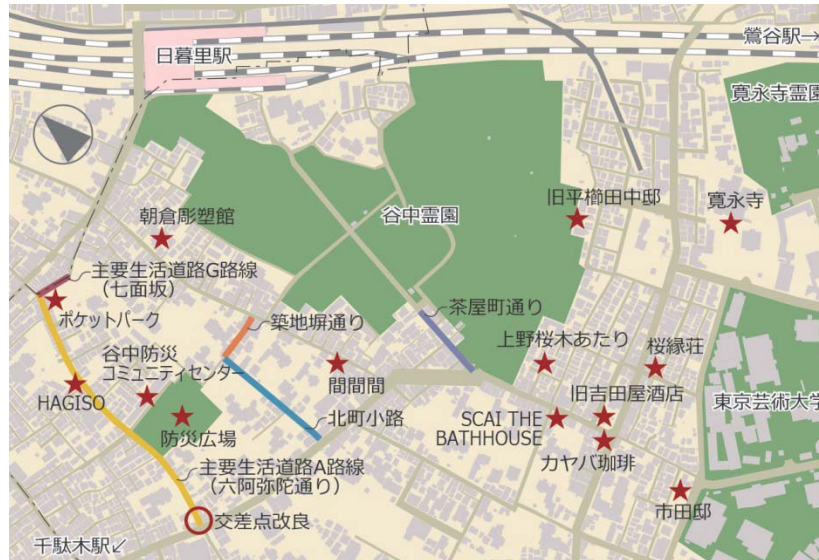 日暮里駅
鶯谷駅→
寛永寺霊園
谷中霊園
旧平櫛田中邸
寛永寺
朝倉彫塑館
主要生活道路G路線
（七面坂）
ポケットパーク
築地塀通り
茶屋町通り
谷中防災
コミュニティセンター
HAGISO
間間間
上野桜木あたり
桜縁荘
防災広場
北町小路
SCAI THE
BATHHOUSE
旧吉田屋酒店
カヤバ珈琲
東京芸術大学
主要生活道路A路線
（六阿弥陀通り）
市田邸
交差点改良
千駄木駅↙